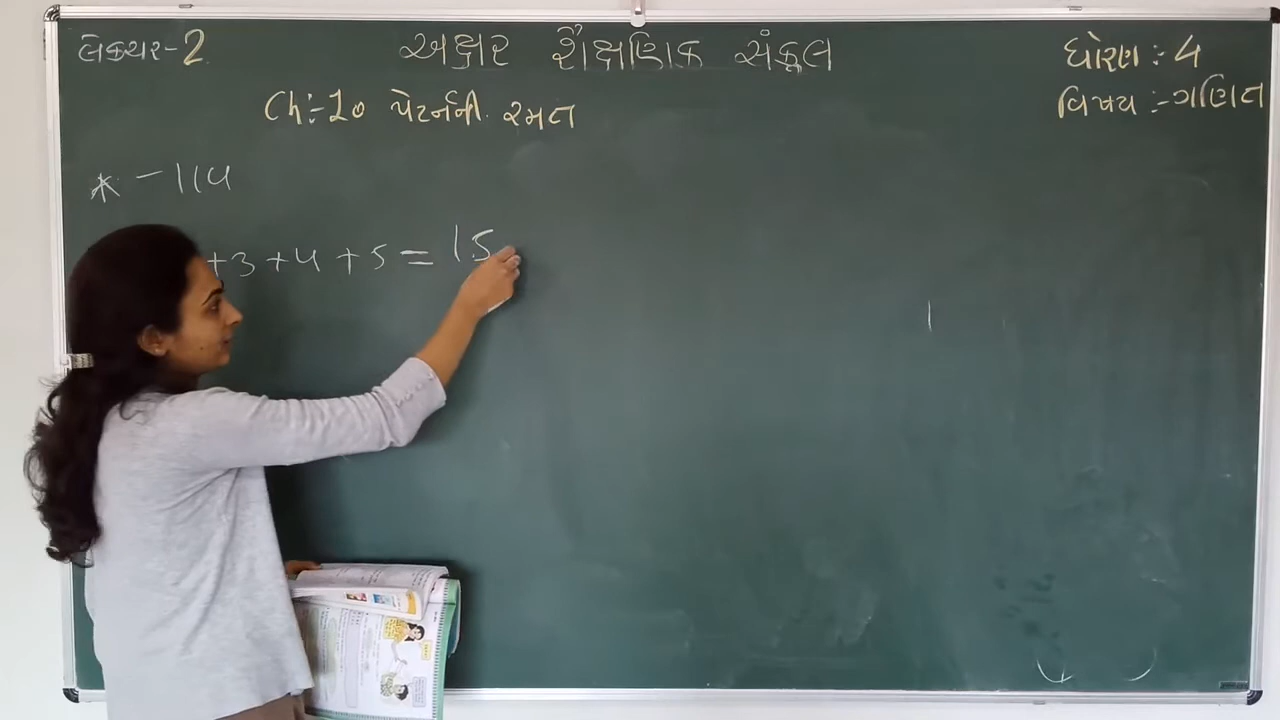 લેક્ચર-2
અક્ષર શૈક્ષણિક સંકૂલ
ધોરણ :- 4
Ch:-10 પેટર્નની રમત
વિષય :- ગણિત
* - 114
+3 +4 +5 = 15